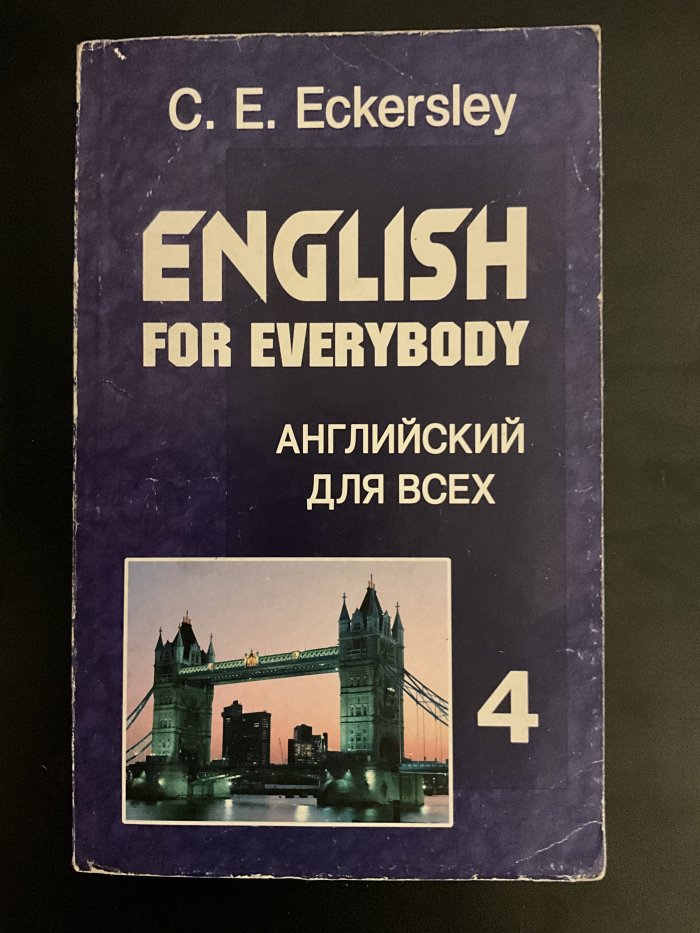 C. E. Eckersley
ENGLISH
FOR EVERYBODY
АНГЛИЙСКИЙ
ДЛЯ ВСЕХ
4